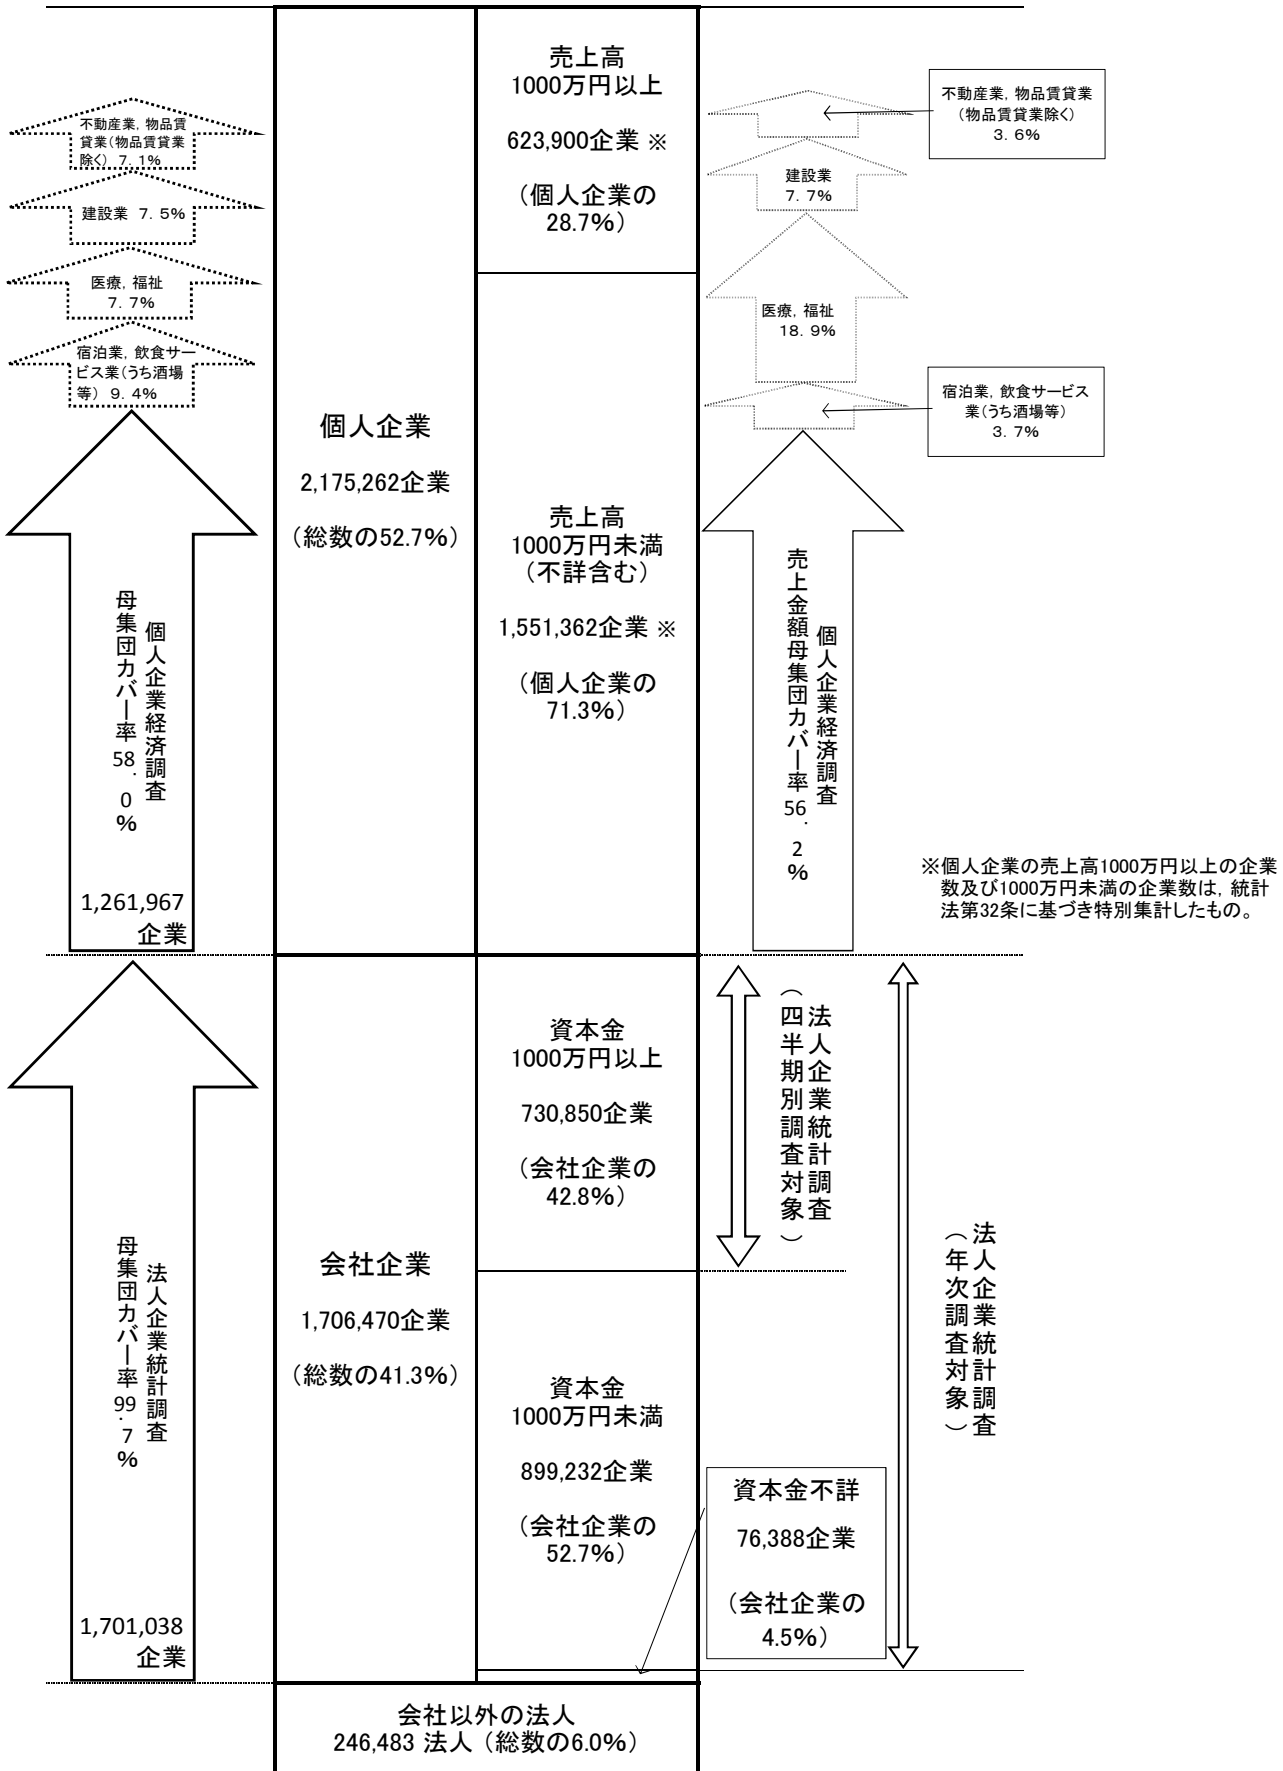 不動産業，物品賃
貸業(物品賃貸業
除く) 7．1%
建設業 7．5%
医療，福祉
7．7%
宿泊業，飲食サー
ビス業(うち酒場
等) 9．4%
個人企業経済調査
母集団カバー率58．0%
1,261,967
企業
法人企業統計調査
母集団カバー率99．7%
1,701,038
企業
個人企業
2,175,262企業
（総数の52.7%）
会社企業
1,706,470企業
（総数の41.3%）
売上高
1000万円以上
623,900企業 ※
（個人企業の
28.7%）
売上高
1000万円未満
（不詳含む）
1,551,362企業 ※
（個人企業の
71.3%）
資本金
1000万円以上
730,850企業
（会社企業の
42.8%）
資本金
1000万円未満
899,232企業
（会社企業の
52.7%）
会社以外の法人
246,483 法人（総数の6.0%）
不動産業，物品賃貸業
(物品賃貸業除く)
3．6%
建設業
7．7%
医療，福祉
18．9%
宿泊業，飲食サービス
業(うち酒場等)
3．7%
個人企業経済調査
売上金額母集団カバー率56．2%
※個人企業の売上高1000万円以上の企業
数及び1000万円未満の企業数は，統計
法第32条に基づき特別集計したもの。
法人企業統計調査
（四半期別調査対象）
法人企業統計調査
（年次調査対象）
資本金不詳
76,388企業
（会社企業の
4.5%）